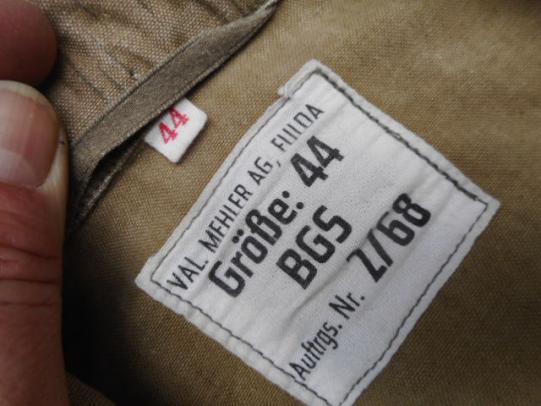 44
VAL. MEHLER AG, FULDA
Größe: 44
BGS
Auftrgs. Nr. 2/68